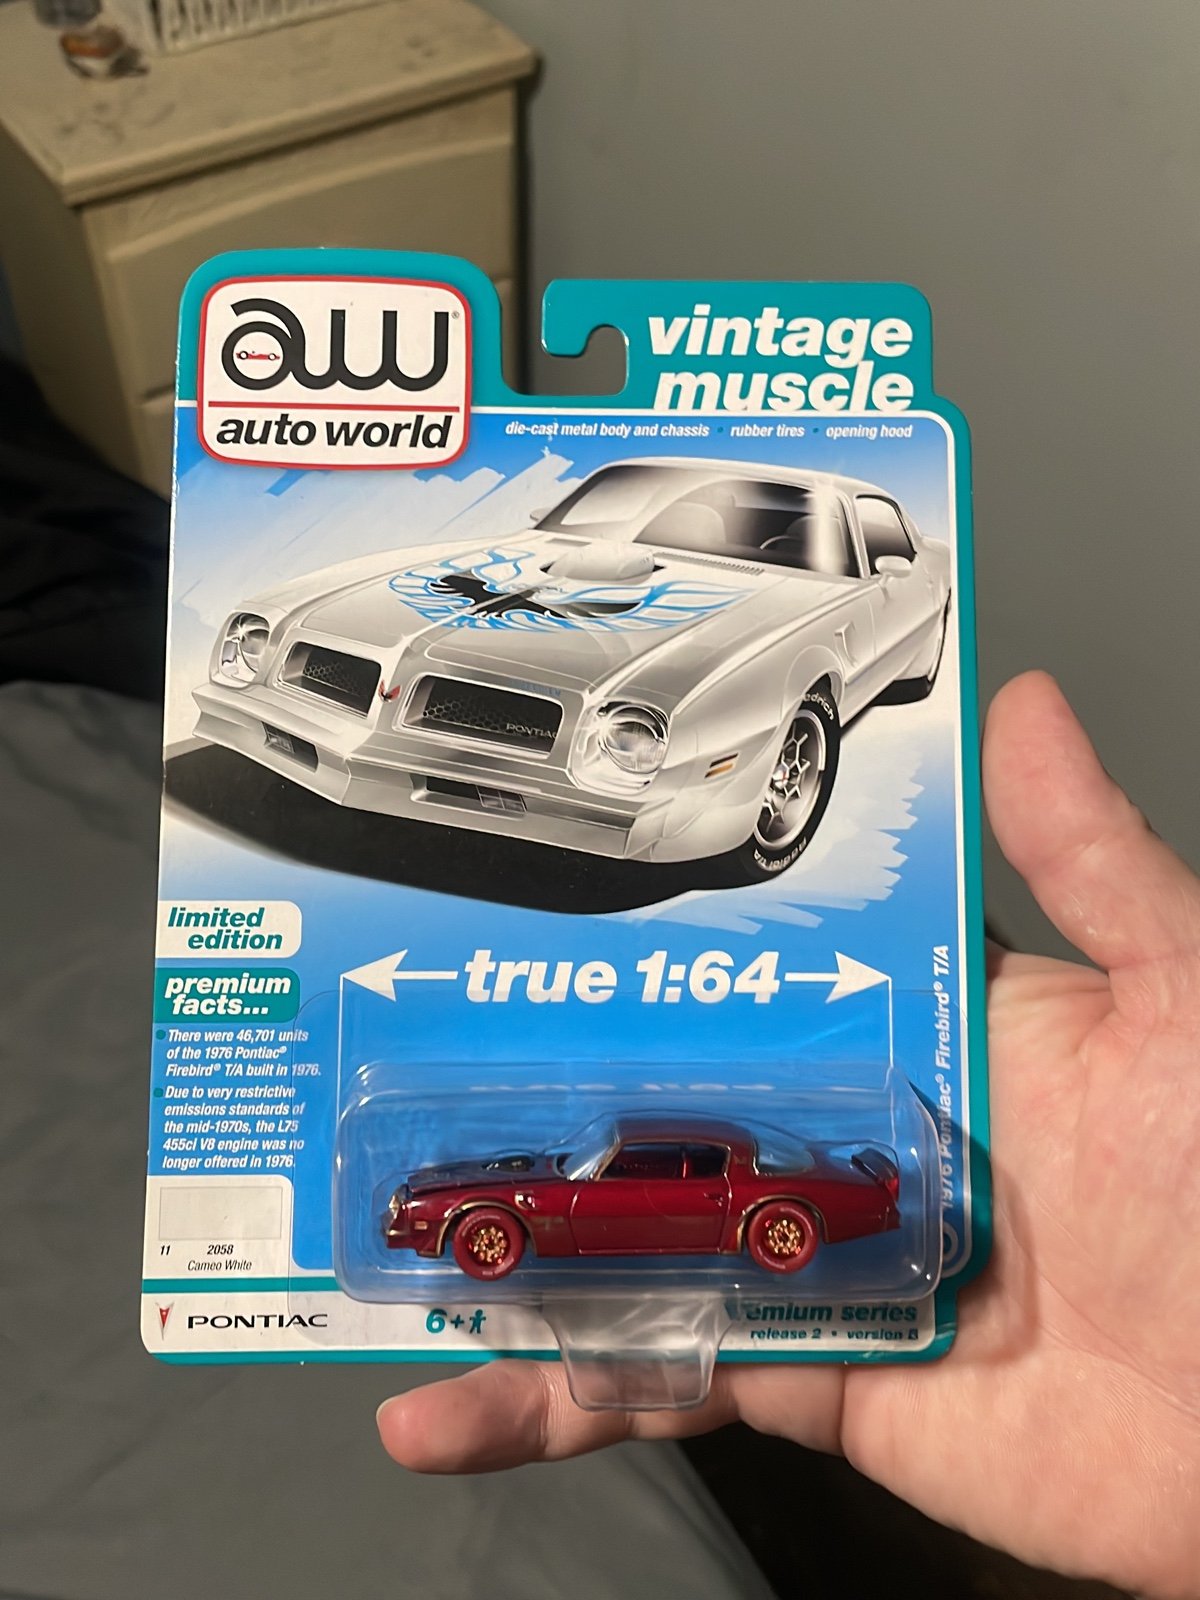 aw®
auto world
vintage
muscle
die-cast metal body and chassis • rubber tires • opening hood
PONTIAC
limited
edition
true 1:64
premium
facts...
There were 46,701 units
of the 1976 Pontiac®
Firebird® T/A built in 1976.
Due to very restrictive
emissions standards of
the mid-1970s, the L75
455ci V8 engine was no
longer offered in 1976.
11 2058
Cameo White
1976 Pontiac® Firebird® T/A
PONTIAC
6+
premium series
release 2 • version B